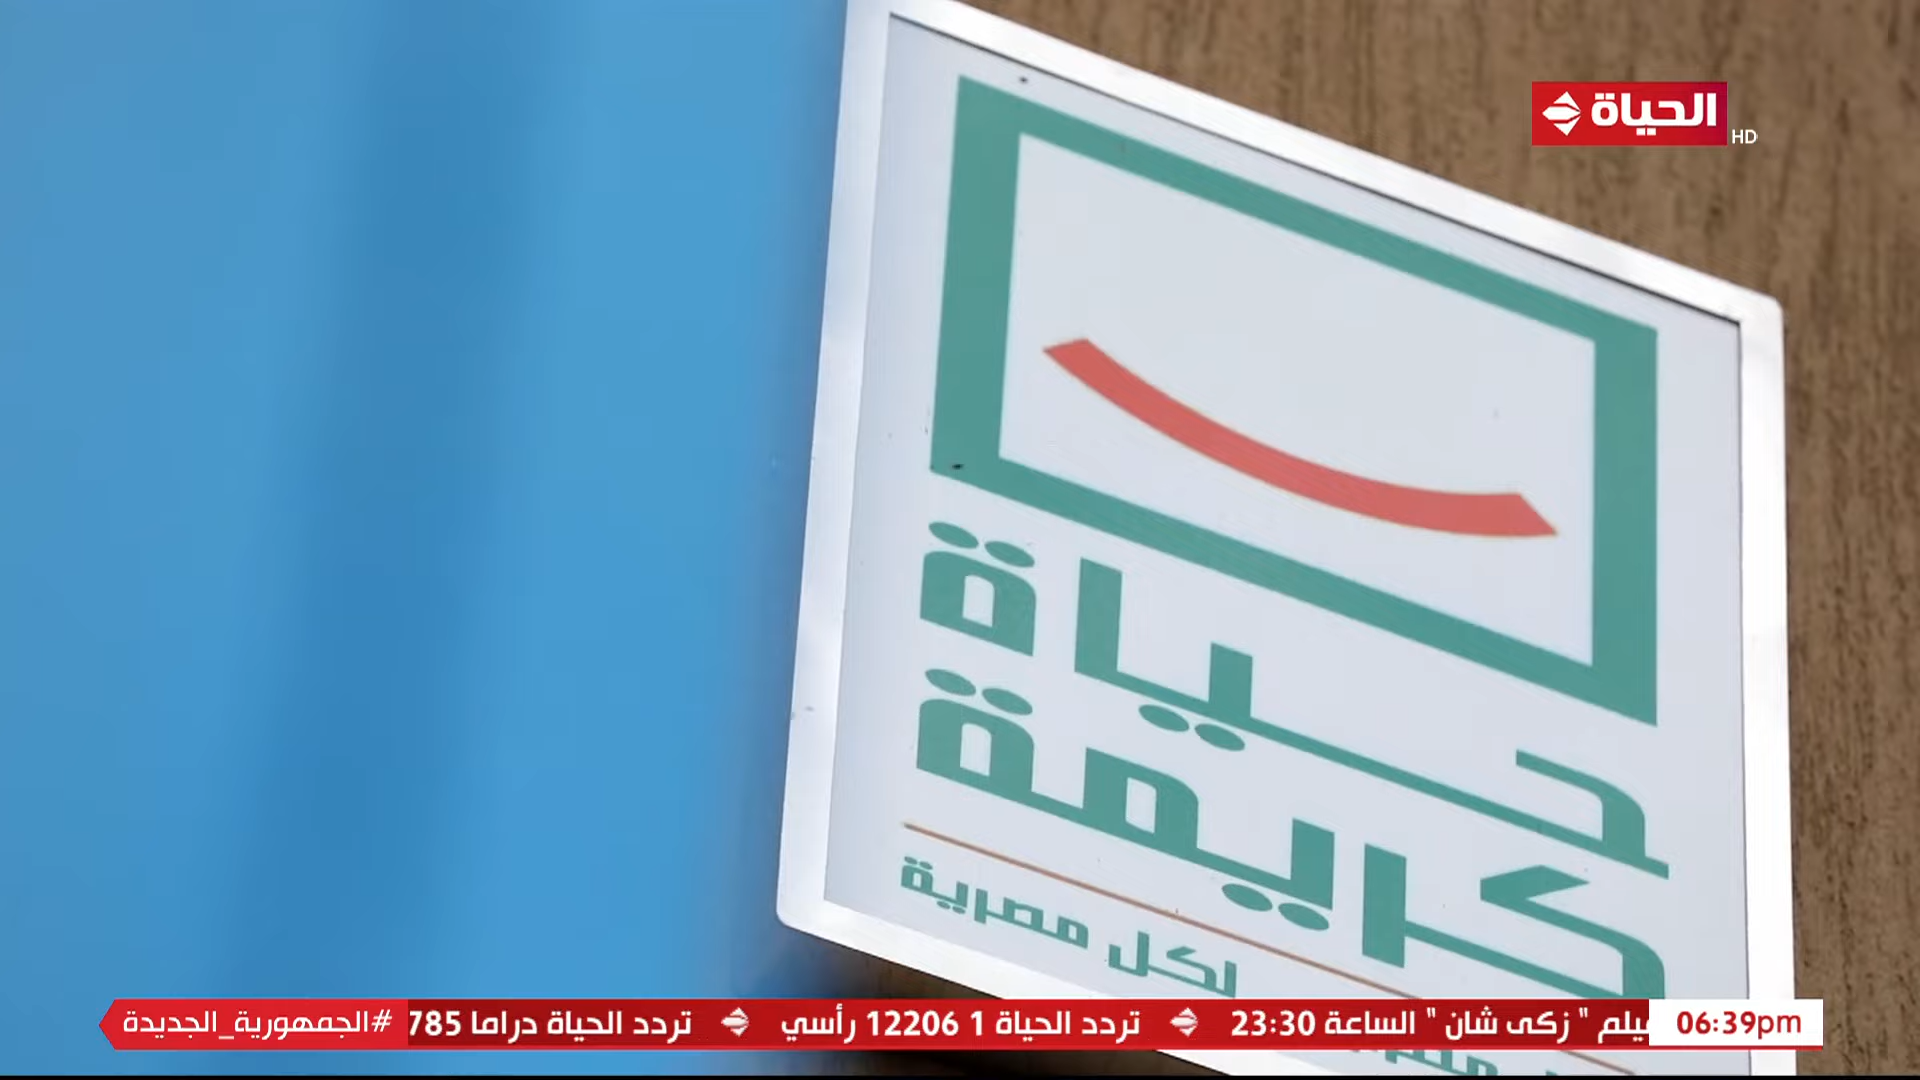 الحياة
HD
حياة
كريمة
لكل مصرية
06:39pm
فيلم " زكى شان " الساعة 23:30
تردد الحياة 1 12206 رأسي
تردد الحياة دراما 785
#الجمهورية_الجديدة